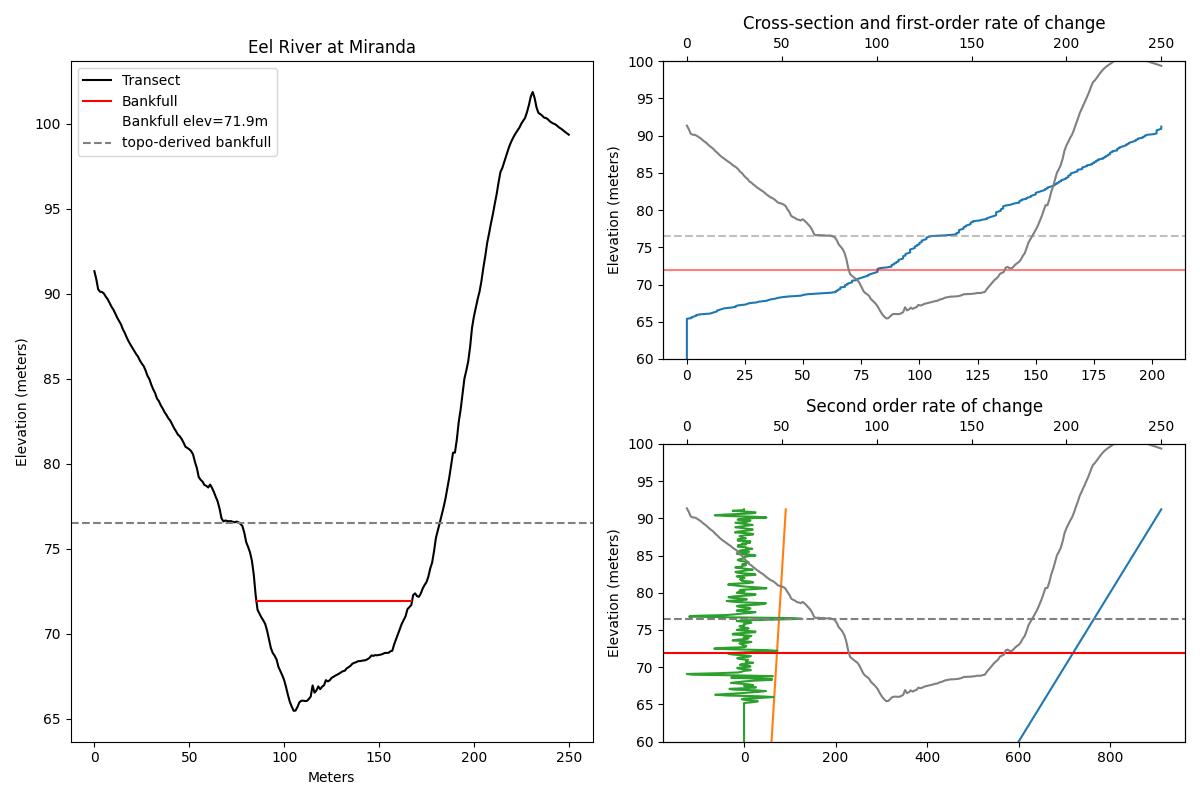 Eel River at Miranda
Transect
Bankfull
Bankfull elev=71.9m
topo-derived bankfull
Elevation (meters)
100
95
90
85
80
75
70
65
0 50 100 150 200 250
Meters
Cross-section and first-order rate of change
0 50 100 150 200 250
Elevation (meters)
100
95
90
85
80
75
70
65
60
0 25 50 75 100 125 150 175 200
Second order rate of change
0 50 100 150 200 250
Elevation (meters)
100
95
90
85
80
75
70
65
60
0 200 400 600 800